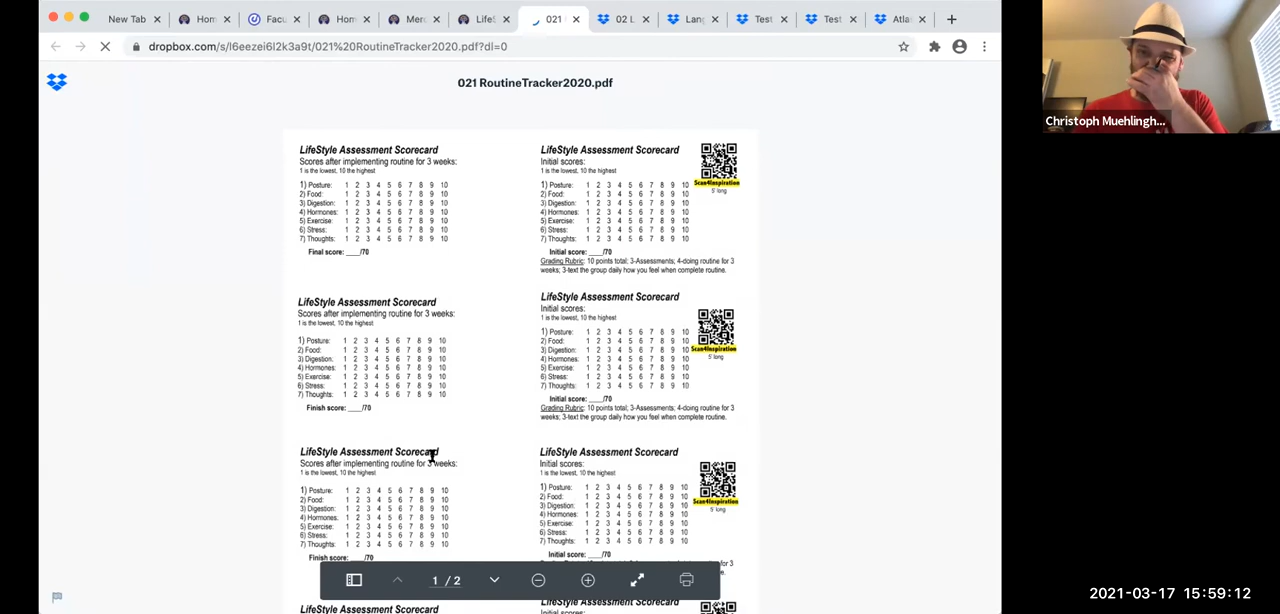 New Tab
Hom
Facu
Hom
Merc
LifeS
021
02 L
Lang
Test
Test
Atla
dropbox.com/s/l6eezei6l2k3a9t/021%20RoutineTracker2020.pdf?dl=0
Christoph Muehlingh...
021 RoutineTracker2020.pdf
LifeStyle Assessment Scorecard
Scores after implementing routine for 3 weeks:
1 is the lowest, 10 the highest
1) Posture: 1 2 3 4 5 6 7 8 9 10
2) Food: 1 2 3 4 5 6 7 8 9 10
3) Digestion: 1 2 3 4 5 6 7 8 9 10
4) Hormones: 1 2 3 4 5 6 7 8 9 10
5) Exercise: 1 2 3 4 5 6 7 8 9 10
6) Stress: 1 2 3 4 5 6 7 8 9 10
7) Thoughts: 1 2 3 4 5 6 7 8 9 10
Final score: ____/70
LifeStyle Assessment Scorecard
Initial scores:
1 is the lowest, 10 the highest
1) Posture: 1 2 3 4 5 6 7 8 9 10
2) Food: 1 2 3 4 5 6 7 8 9 10
3) Digestion: 1 2 3 4 5 6 7 8 9 10
4) Hormones: 1 2 3 4 5 6 7 8 9 10
5) Exercise: 1 2 3 4 5 6 7 8 9 10
6) Stress: 1 2 3 4 5 6 7 8 9 10
7) Thoughts: 1 2 3 4 5 6 7 8 9 10
Scan4Inspiration
5' long
Initial score: ____/70
Grading Rubric: 10 points total; 3-Assessments; 4-doing routine for 3
weeks; 3-text the group daily how you feel when complete routine.
LifeStyle Assessment Scorecard
Scores after implementing routine for 3 weeks:
1 is the lowest, 10 the highest
1) Posture: 1 2 3 4 5 6 7 8 9 10
2) Food: 1 2 3 4 5 6 7 8 9 10
3) Digestion: 1 2 3 4 5 6 7 8 9 10
4) Hormones: 1 2 3 4 5 6 7 8 9 10
5) Exercise: 1 2 3 4 5 6 7 8 9 10
6) Stress: 1 2 3 4 5 6 7 8 9 10
7) Thoughts: 1 2 3 4 5 6 7 8 9 10
Finish score: ____/70
LifeStyle Assessment Scorecard
Initial scores:
1 is the lowest, 10 the highest
1) Posture: 1 2 3 4 5 6 7 8 9 10
2) Food: 1 2 3 4 5 6 7 8 9 10
3) Digestion: 1 2 3 4 5 6 7 8 9 10
4) Hormones: 1 2 3 4 5 6 7 8 9 10
5) Exercise: 1 2 3 4 5 6 7 8 9 10
6) Stress: 1 2 3 4 5 6 7 8 9 10
7) Thoughts: 1 2 3 4 5 6 7 8 9 10
Scan4Inspiration
5' long
Initial score: ____/70
Grading Rubric: 10 points total; 3-Assessments; 4-doing routine for 3
weeks; 3-text the group daily how you feel when complete routine.
LifeStyle Assessment Scorecard
Scores after implementing routine for 3 weeks:
1 is the lowest, 10 the highest
1) Posture: 1 2 3 4 5 6 7 8 9 10
2) Food: 1 2 3 4 5 6 7 8 9 10
3) Digestion: 1 2 3 4 5 6 7 8 9 10
4) Hormones: 1 2 3 4 5 6 7 8 9 10
5) Exercise: 1 2 3 4 5 6 7 8 9 10
6) Stress: 1 2 3 4 5 6 7 8 9 10
7) Thoughts: 1 2 3 4 5 6 7 8 9 10
Finish score: ____/70
LifeStyle Assessment Scorecard
Initial scores:
1 is the lowest, 10 the highest
1) Posture: 1 2 3 4 5 6 7 8 9 10
2) Food: 1 2 3 4 5 6 7 8 9 10
3) Digestion: 1 2 3 4 5 6 7 8 9 10
4) Hormones: 1 2 3 4 5 6 7 8 9 10
5) Exercise: 1 2 3 4 5 6 7 8 9 10
6) Stress: 1 2 3 4 5 6 7 8 9 10
7) Thoughts: 1 2 3 4 5 6 7 8 9 10
Scan4Inspiration
5' long
Initial score: ____/70
1 / 2
LifeStyle Assessment Scorecard
LifeStyle Assessment Scorecard
2021-03-17 15:59:12